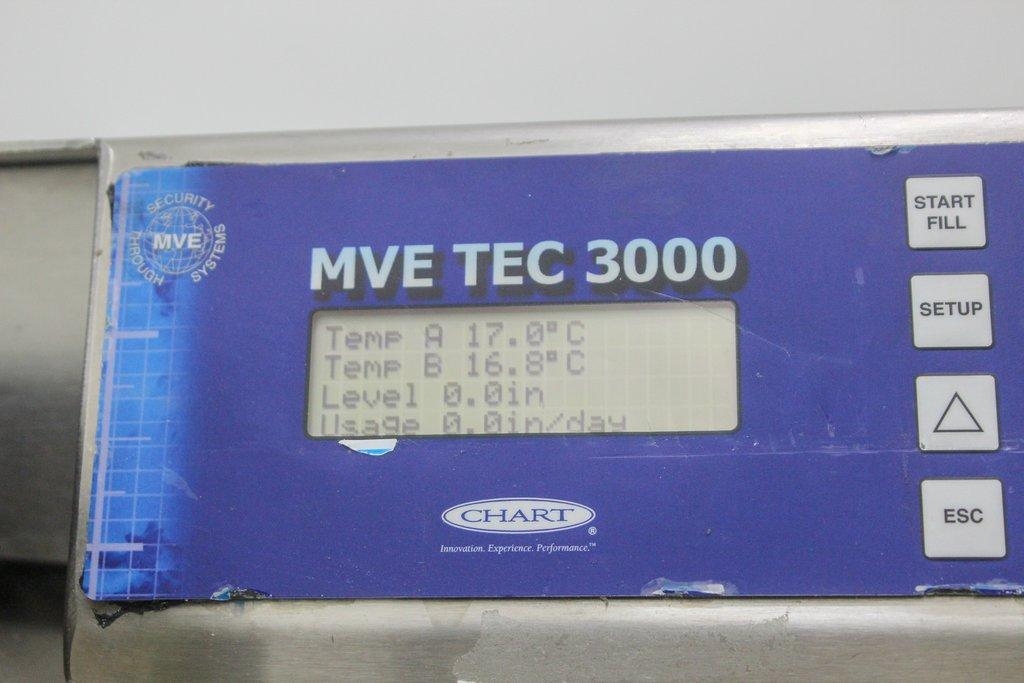 SECURITY
THROUGH
SYSTEMS
MVE
MVE TEC 3000
Temp A 17.0°C
Temp B 16.8°C
Level 0.0in
Usage 0.0in/day
CHART®
Innovation. Experience. Performance.™
START
FILL
SETUP
ESC